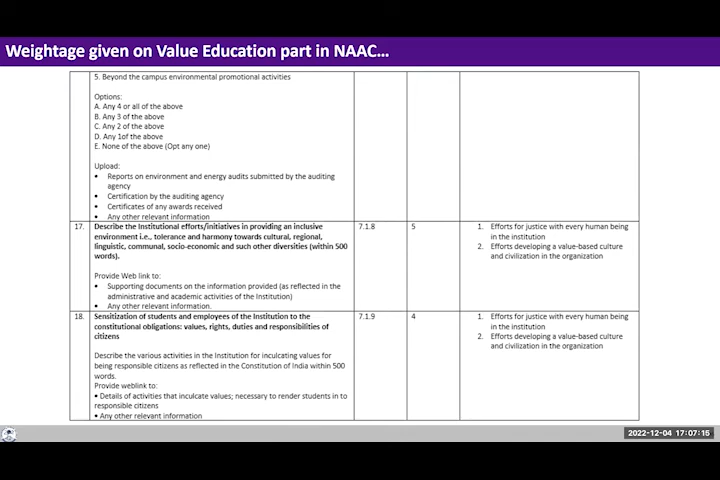 Weightage given on Value Education part in NAAC...
5. Beyond the campus environmental promotional activities
Options:
A. Any 4 or all of the above
B. Any 3 of the above
C. Any 2 of the above
D. Any 1of the above
E. None of the above (Opt any one)
Upload:
• Reports on environment and energy audits submitted by the auditing
agency
• Certification by the auditing agency
• Certificates of any awards received
• Any other relevant information
17. Describe the Institutional efforts/initiatives in providing an inclusive
environment i.e., tolerance and harmony towards cultural, regional,
linguistic, communal, socio-economic and such other diversities (within 500
words).
Provide Web link to:
• Supporting documents on the information provided (as reflected in the
administrative and academic activities of the Institution)
• Any other relevant information.
7.1.8
5
1. Efforts for justice with every human being
in the institution
2. Efforts developing a value-based culture
and civilization in the organization
18. Sensitization of students and employees of the Institution to the
constitutional obligations: values, rights, duties and responsibilities of
citizens
Describe the various activities in the Institution for inculcating values for
being responsible citizens as reflected in the Constitution of India within 500
words.
Provide weblink to:
• Details of activities that inculcate values; necessary to render students in to
responsible citizens
• Any other relevant information
7.1.9
4
1. Efforts for justice with every human being
in the institution
2. Efforts developing a value-based culture
and civilization in the organization
2022-12-04 17:07:15